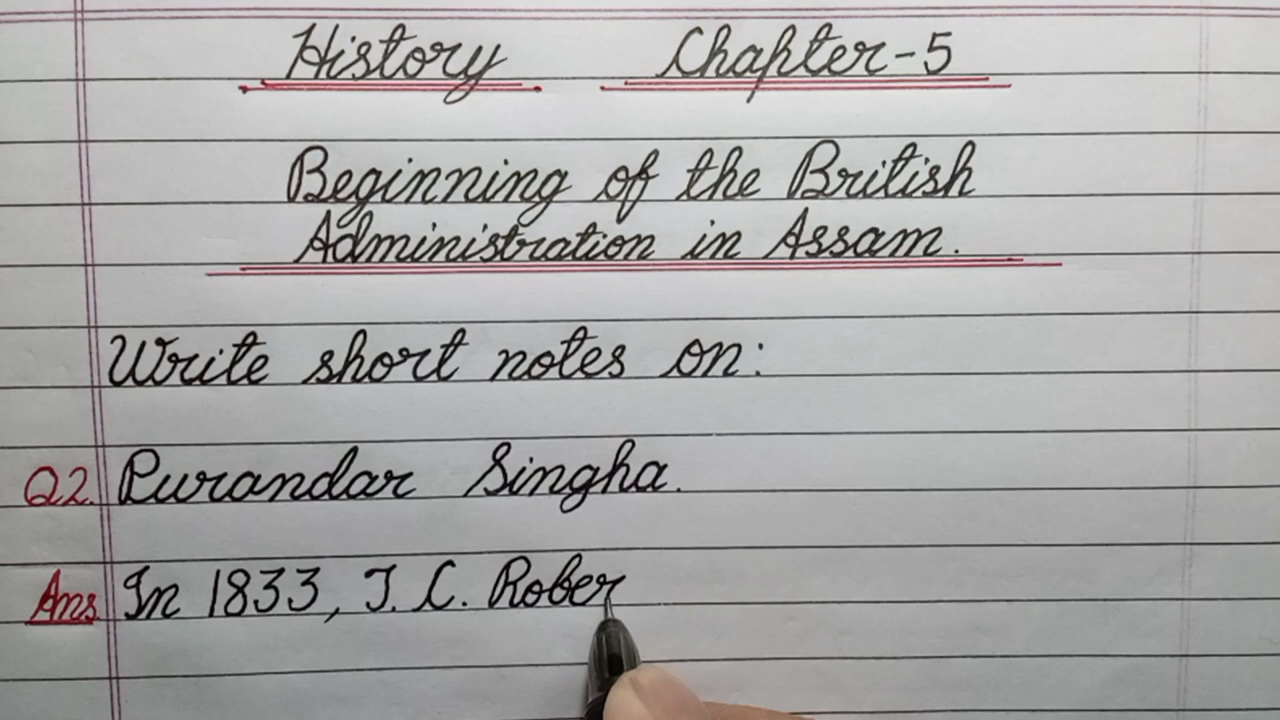 History Chapter-5
Beginning of the British
Administration in Assam.
Write short notes on:
Q2. Purandar Singha.
Ans. In 1833, T. C. Rober